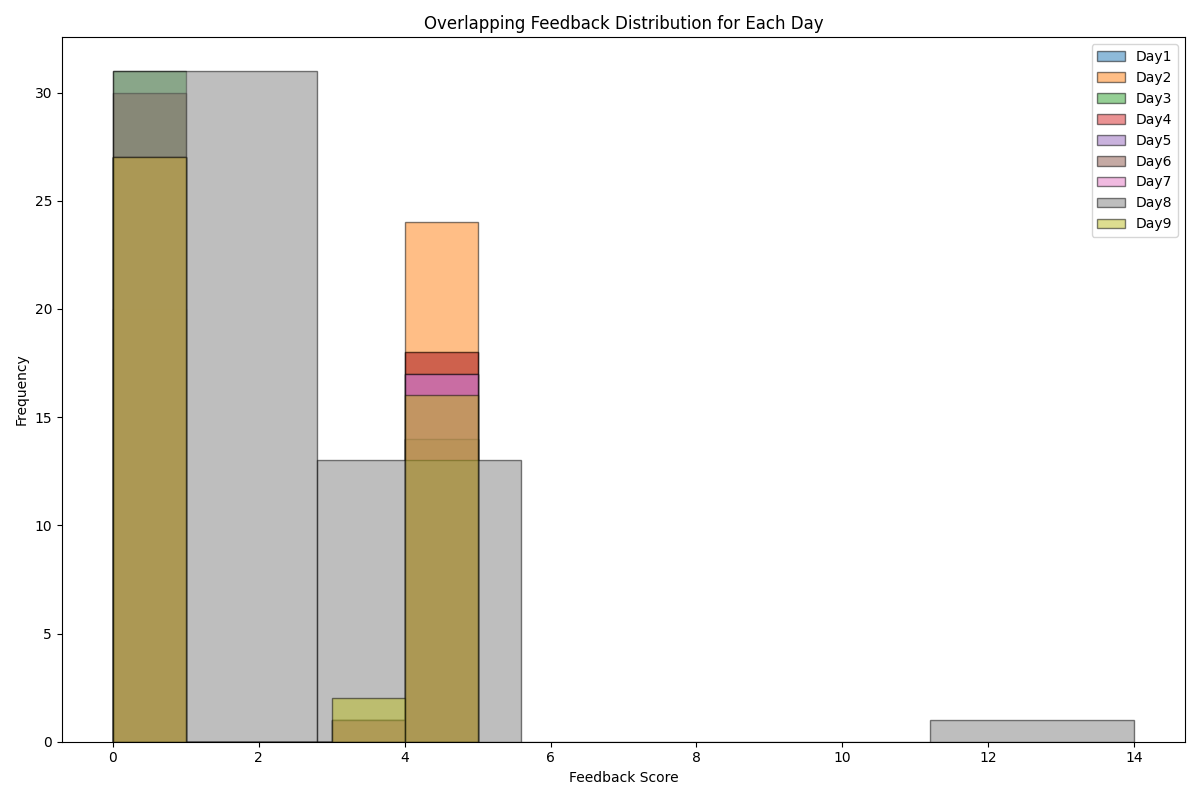 Overlapping Feedback Distribution for Each Day
Day1
Day2
Day3
Day4
Day5
Day6
Day7
Day8
Day9
30
25
20
15
10
5
0
Frequency
0 2 4 6 8 10 12 14
Feedback Score